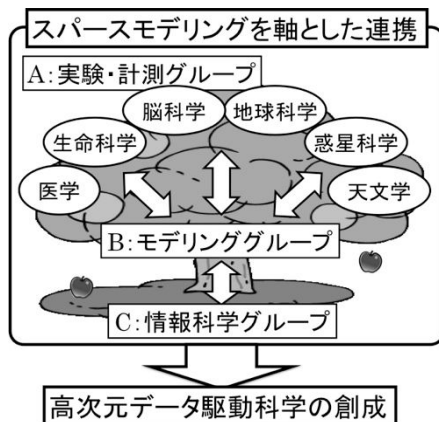 スパースモデリングを軸とした連携
A:実験・計測グループ
脳科学
地球科学
生命科学
惑星科学
医学
天文学
B:モデリンググループ
C:情報科学グループ
高次元データ駆動科学の創成